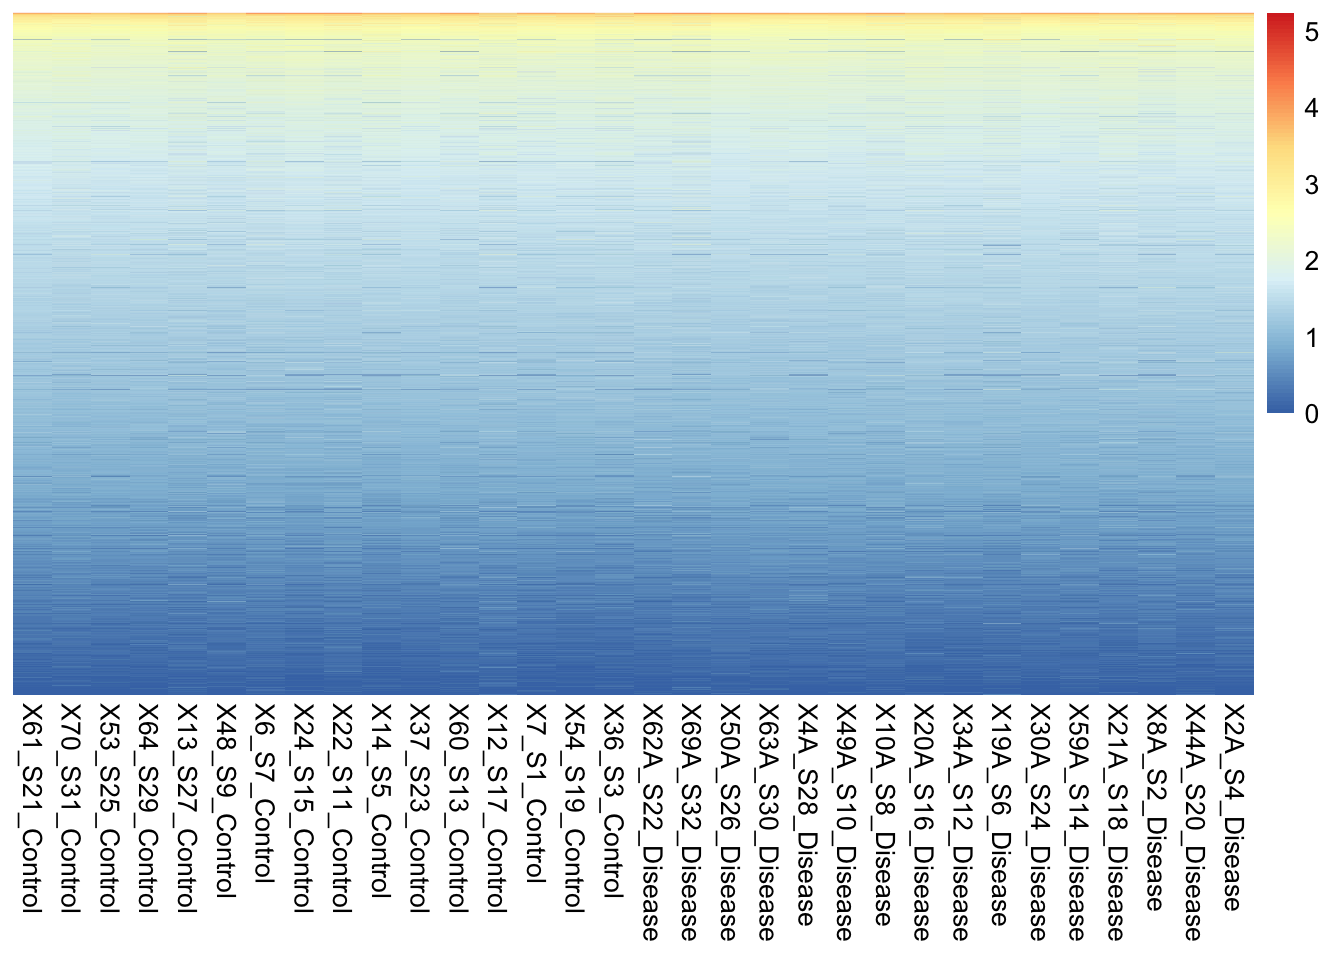 5
4
3
2
1
0
X61_S21_Control
X70_S31_Control
X53_S25_Control
X64_S29_Control
X13_S27_Control
X48_S9_Control
X6_S7_Control
X24_S15_Control
X22_S11_Control
X14_S5_Control
X37_S23_Control
X60_S13_Control
X12_S17_Control
X7_S1_Control
X54_S19_Control
X36_S3_Control
X62A_S22_Disease
X69A_S32_Disease
X50A_S26_Disease
X63A_S30_Disease
X4A_S28_Disease
X49A_S10_Disease
X10A_S8_Disease
X20A_S16_Disease
X34A_S12_Disease
X19A_S6_Disease
X30A_S24_Disease
X59A_S14_Disease
X21A_S18_Disease
X8A_S2_Disease
X44A_S20_Disease
X2A_S4_Disease